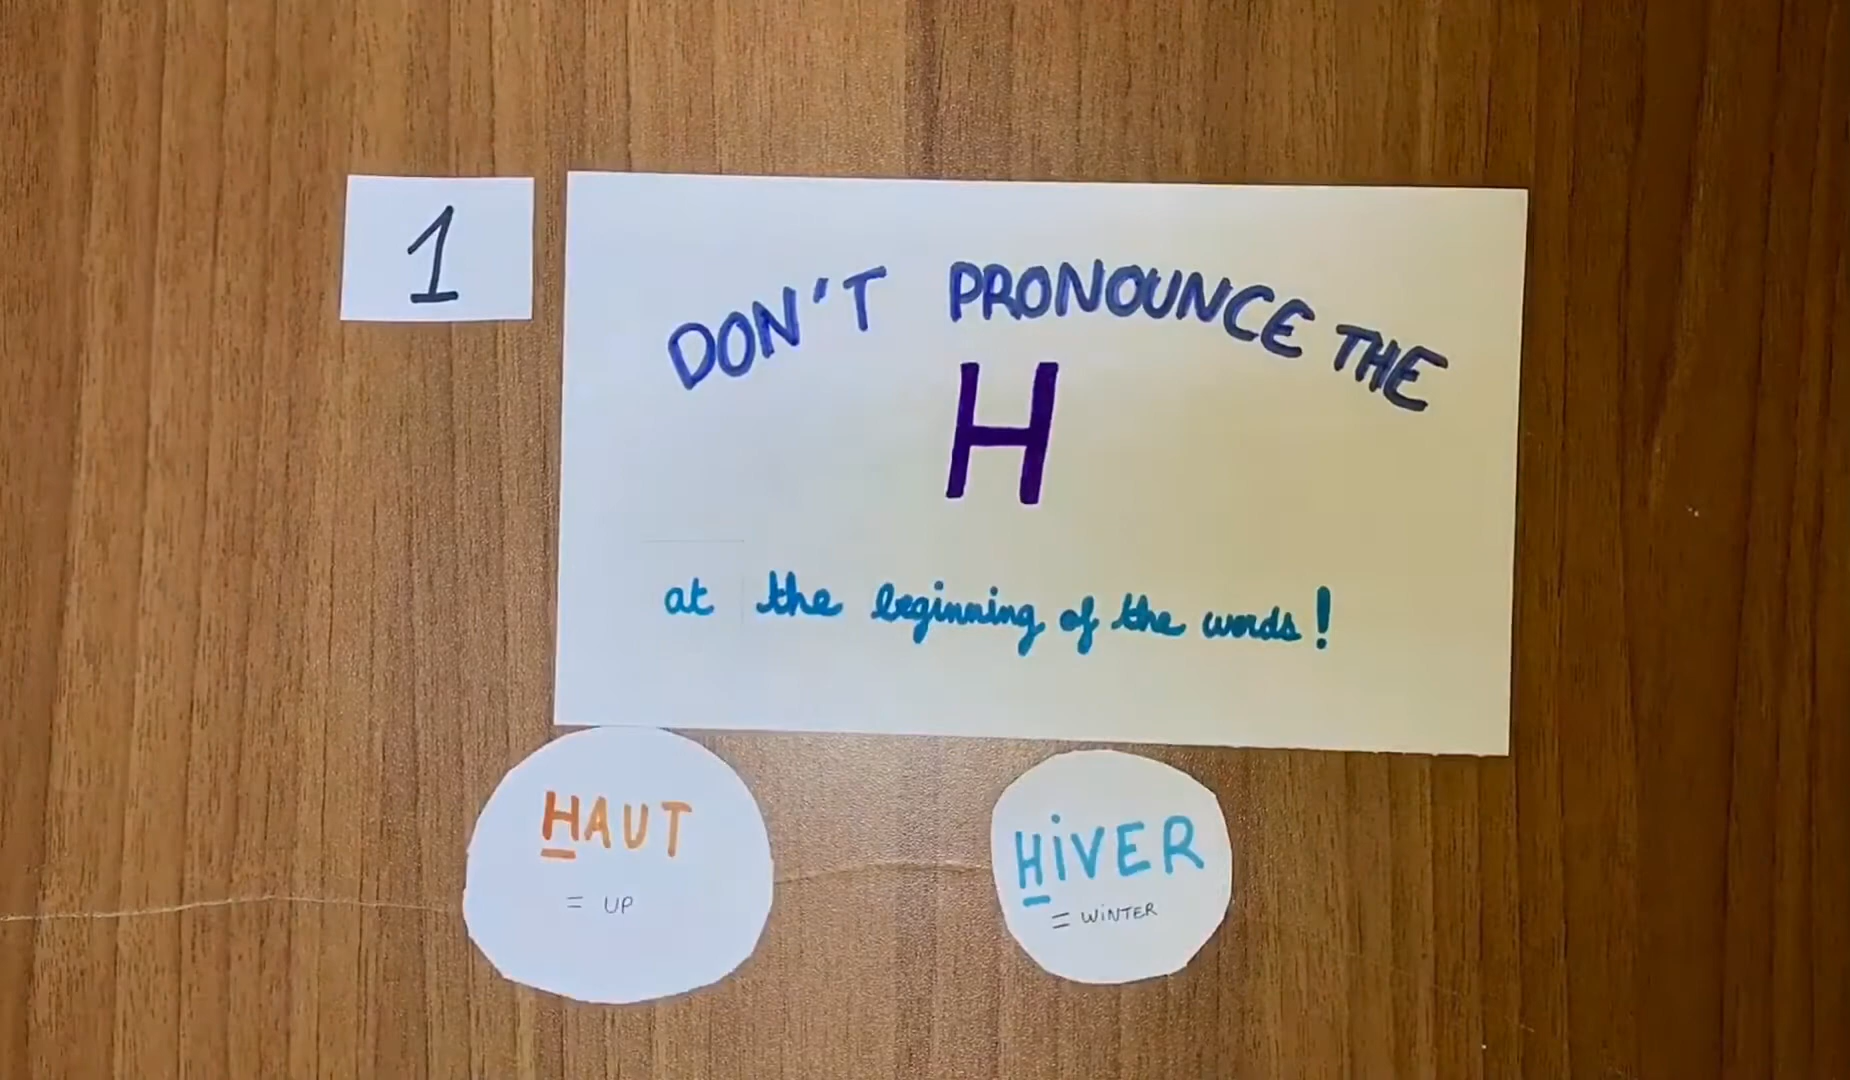 1
DON'T PRONOUNCE THE
H
at the beginning of the words!
HAUT
= UP
HiVER
= WiNTER